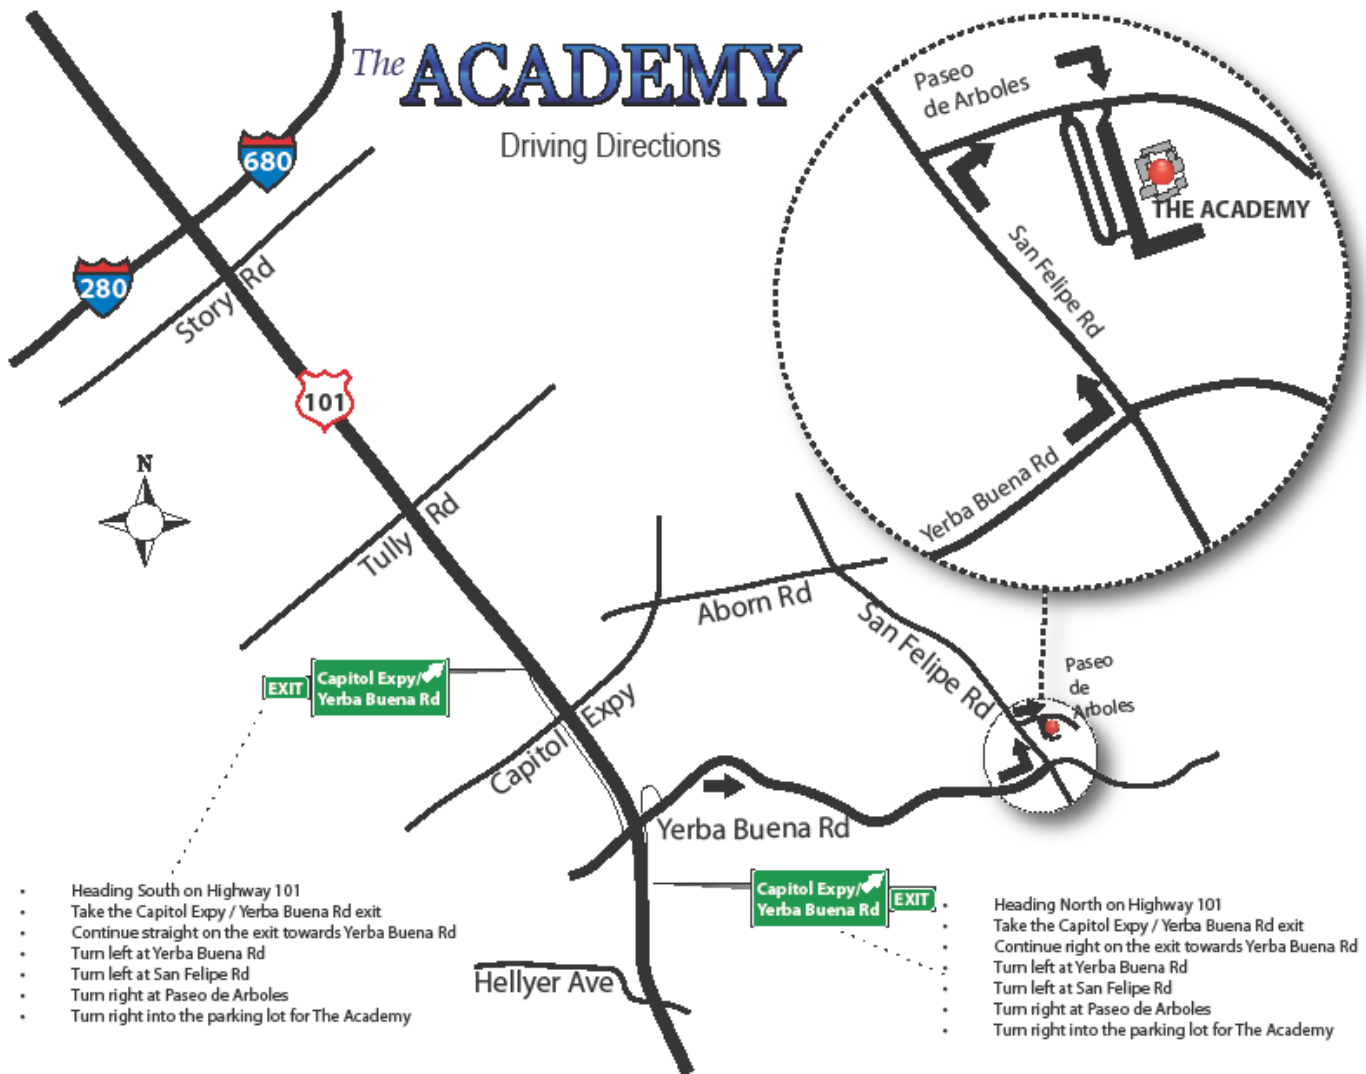 The ACADEMY
Driving Directions
680
280
Story Rd
101
N
Tully Rd
Paseo
de Arboles
THE ACADEMY
San Felipe Rd
Yerba Buena Rd
Aborn Rd
San Felipe Rd
Paseo
de
Arboles
EXIT
Capitol Expy/
Yerba Buena Rd
Capitol Expy
Yerba Buena Rd
Capitol Expy/
Yerba Buena Rd
EXIT
Hellyer Ave
• Heading South on Highway 101
• Take the Capitol Expy / Yerba Buena Rd exit
• Continue straight on the exit towards Yerba Buena Rd
• Turn left at Yerba Buena Rd
• Turn left at San Felipe Rd
• Turn right at Paseo de Arboles
• Turn right into the parking lot for The Academy
• Heading North on Highway 101
• Take the Capitol Expy / Yerba Buena Rd exit
• Continue right on the exit towards Yerba Buena Rd
• Turn left at Yerba Buena Rd
• Turn left at San Felipe Rd
• Turn right at Paseo de Arboles
• Turn right into the parking lot for The Academy